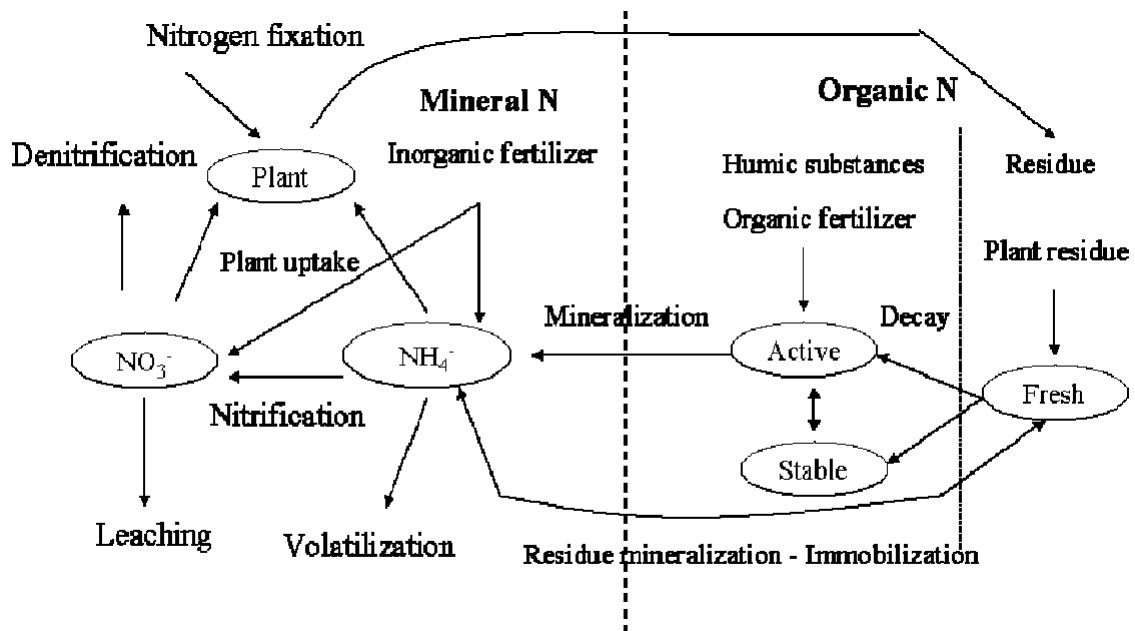 Nitrogen fixation
Mineral N
Organic N
Denitrification
Inorganic fertilizer
Plant
Humic substances
Residue
Organic fertilizer
Plant uptake
Plant residue
Mineralization
Decay
NO₃⁻
NH₄⁻
Active
Fresh
Nitrification
Stable
Leaching
Volatilization
Residue mineralization - Immobilization